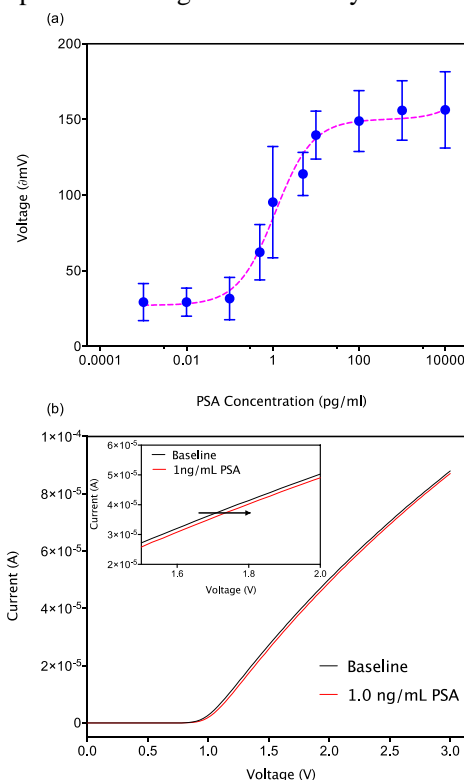 (a)
200
150
100
50
0
Voltage (∂mV)
0.0001 0.01 1 100 10000
PSA Concentration (pg/ml)
(b)
1×10⁻⁴
8×10⁻⁵
6×10⁻⁵
4×10⁻⁵
2×10⁻⁵
0
Current (A)
6×10⁻⁵
5×10⁻⁵
4×10⁻⁵
3×10⁻⁵
2×10⁻⁵
Current (A)
Baseline
1ng/mL PSA
1.6 1.8 2.0
Voltage (V)
Baseline
1.0 ng/mL PSA
0.0 0.5 1.0 1.5 2.0 2.5 3.0
Voltage (V)